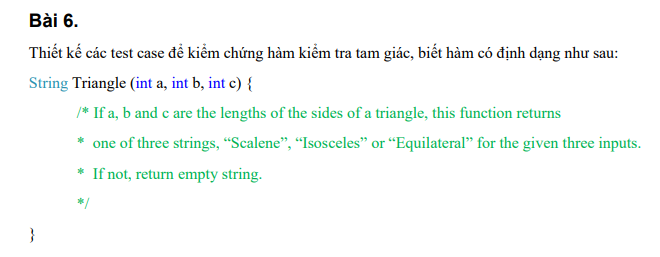 Bài 6.
Thiết kế các test case để kiểm chứng hàm kiểm tra tam giác, biết hàm có định dạng như sau:
String Triangle (int a, int b, int c) {
/* If a, b and c are the lengths of the sides of a triangle, this function returns
* one of three strings, “Scalene”, “Isosceles” or “Equilateral” for the given three inputs.
* If not, return empty string.
*/
}